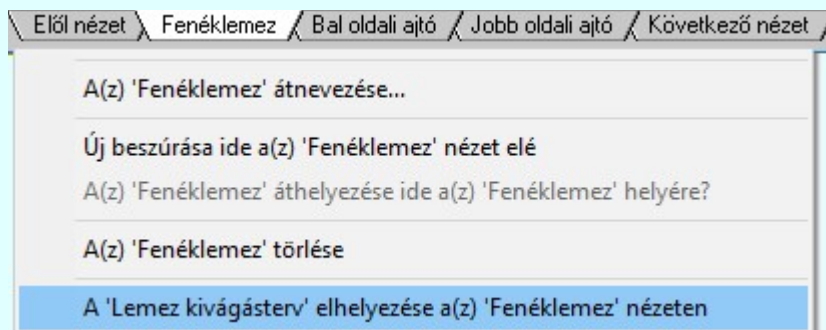 Elől nézet Fenéklemez Bal oldali ajtó Jobb oldali ajtó Következő nézet
A(z) 'Fenéklemez' átnevezése...
Új beszúrása ide a(z) 'Fenéklemez' nézet elé
A(z) 'Fenéklemez' áthelyezése ide a(z) 'Fenéklemez' helyére?
A(z) 'Fenéklemez' törlése
A 'Lemez kivágásterv' elhelyezése a(z) 'Fenéklemez' nézeten